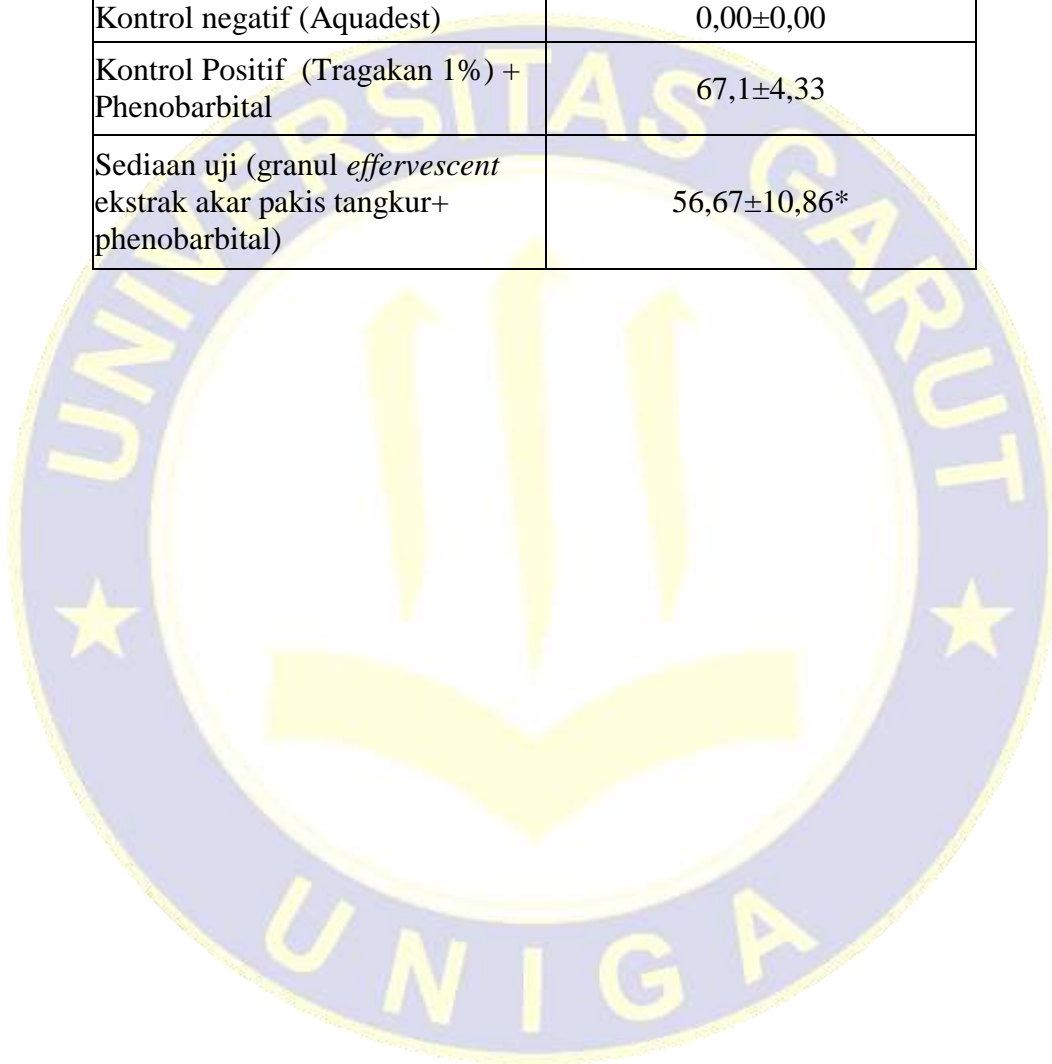 Kontrol negatif (Aquadest)
0,00±0,00
Kontrol Positif (Tragakan 1%) +
Phenobarbital
67,1±4,33
Sediaan uji (granul effervescent
ekstrak akar pakis tangkur+
phenobarbital)
56,67±10,86*
UNIVERSITAS GARUT
UNIGA